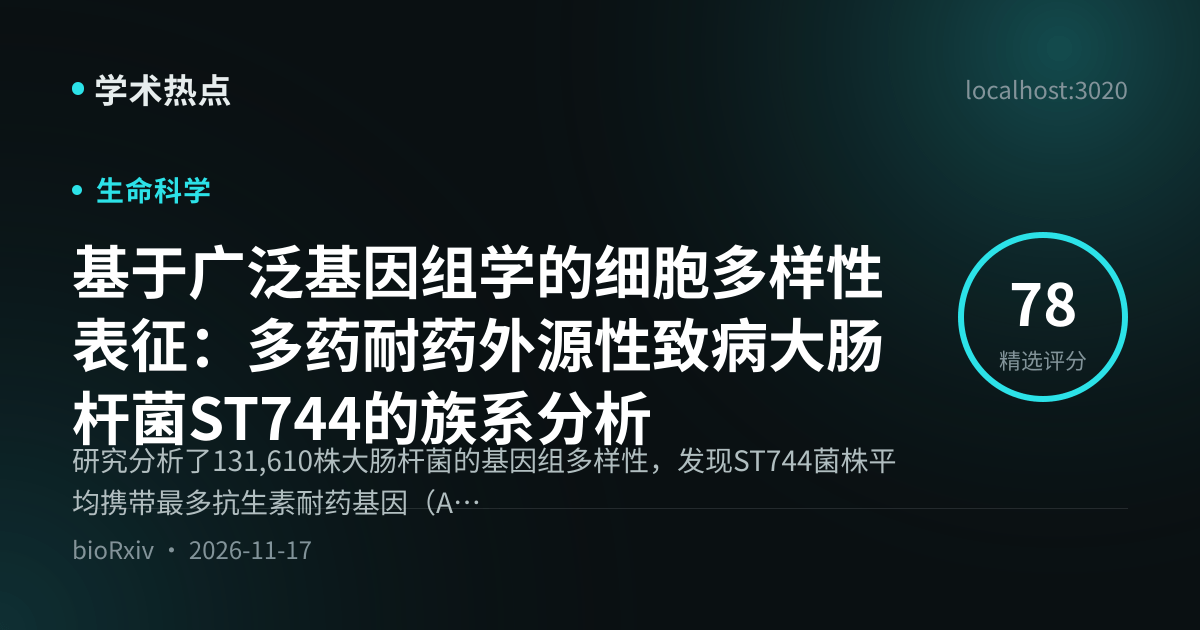 学术热点
localhost:3020
生命科学
基于广泛基因组学的细胞多样性
表征：多药耐药外源性致病大肠
杆菌ST744的族系分析
78
精选评分
研究分析了131,610株大肠杆菌的基因组多样性，发现ST744菌株平
均携带最多抗生素耐药基因（A…
bioRxiv • 2026-11-17